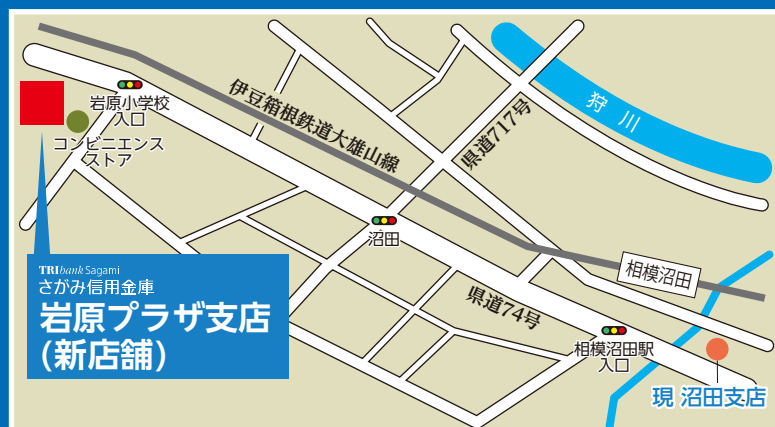 狩川
伊豆箱根鉄道大雄山線
県道717号
岩原小学校
入口
コンビニエンス
ストア
沼田
相模沼田
県道74号
相模沼田駅
入口
現 沼田支店
TRIbank Sagami
さがみ信用金庫
岩原プラザ支店
(新店舗)